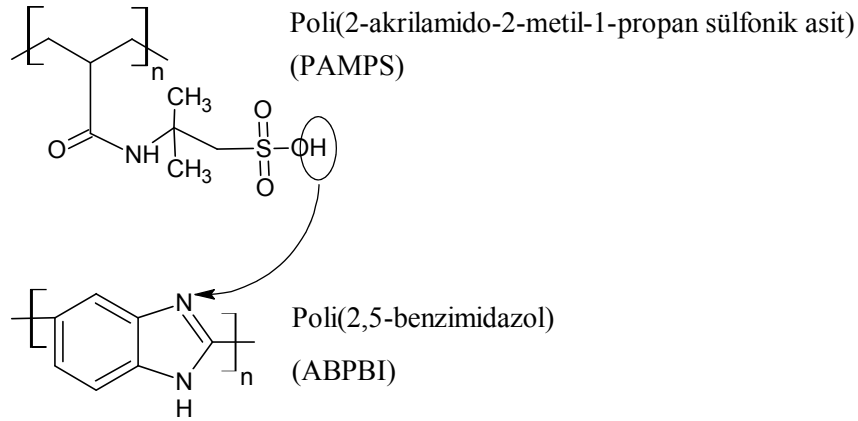 Poli(2-akrilamido-2-metil-1-propan sülfonik asit)
(PAMPS)
n
CH3
O
O
NH
S
OH
CH3
O
N
Poli(2,5-benzimidazol)
(ABPBI)
n
N
H